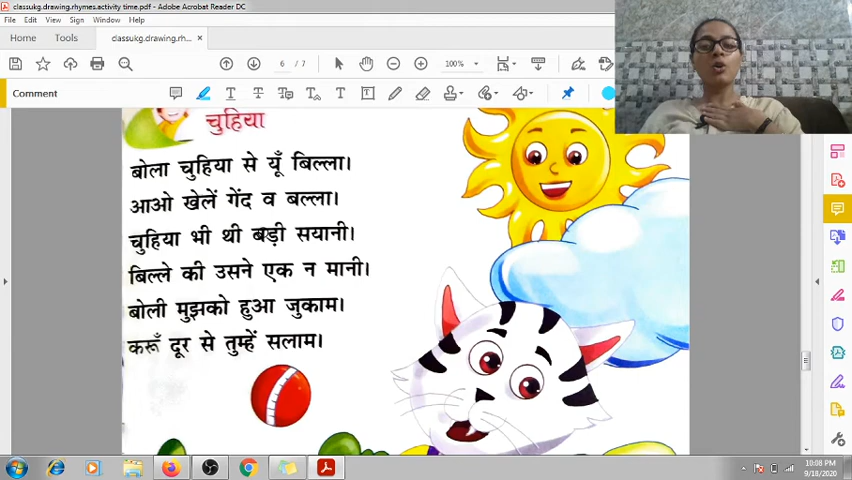 classukg.drawing.rhymes.activity time.pdf - Adobe Acrobat Reader DC
File Edit View Sign Window Help
Home Tools classukg.drawing.rh... ×
6 / 7 100%
Comment
चुहिया
बोला चुहिया से यूँ बिल्ला।
आओ खेलें गेंद व बल्ला।
चुहिया भी थी बड़ी सयानी।
बिल्ले की उसने एक न मानी।
बोली मुझको हुआ जुकाम।
करूँ दूर से तुम्हें सलाम।
10:08 PM
9/18/2020